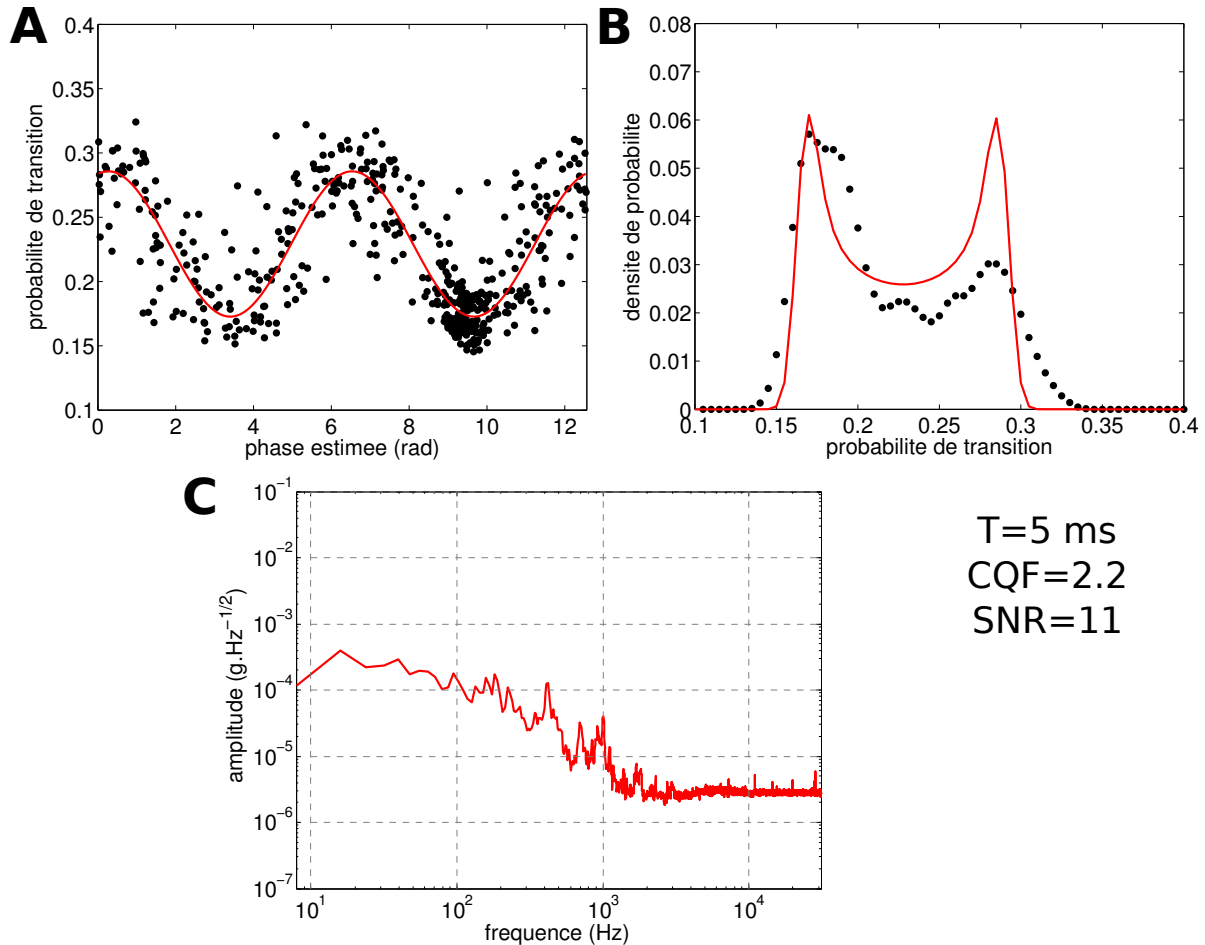 A
0.4
0.35
0.3
0.25
0.2
0.15
0.1
probabilite de transition
0 2 4 6 8 10 12
phase estimee (rad)
B
0.08
0.07
0.06
0.05
0.04
0.03
0.02
0.01
0
densite de probabilite
0.1 0.15 0.2 0.25 0.3 0.35 0.4
probabilite de transition
C
10^-1
10^-2
10^-3
10^-4
10^-5
10^-6
10^-7
amplitude (g.Hz^-1/2)
10^1 10^2 10^3 10^4
frequence (Hz)
T=5 ms
CQF=2.2
SNR=11